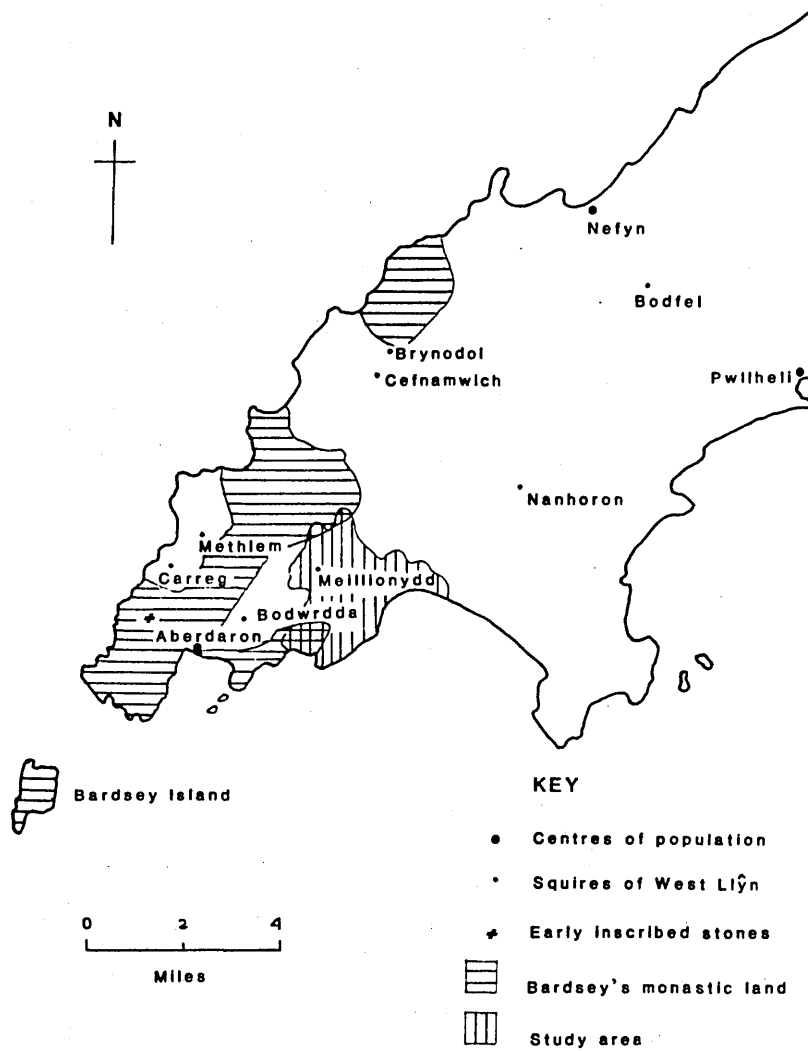 N
Nefyn
Bodfel
Brynodol
Cefnamwlch
Pwllheli
Nanhoron
Methlem
Carreg
Meillionydd
Bodwrdda
Aberdaron
Bardsey Island
KEY
Centres of population
Squires of West Llŷn
Early inscribed stones
Bardsey's monastic land
Study area
0 2 4
Miles